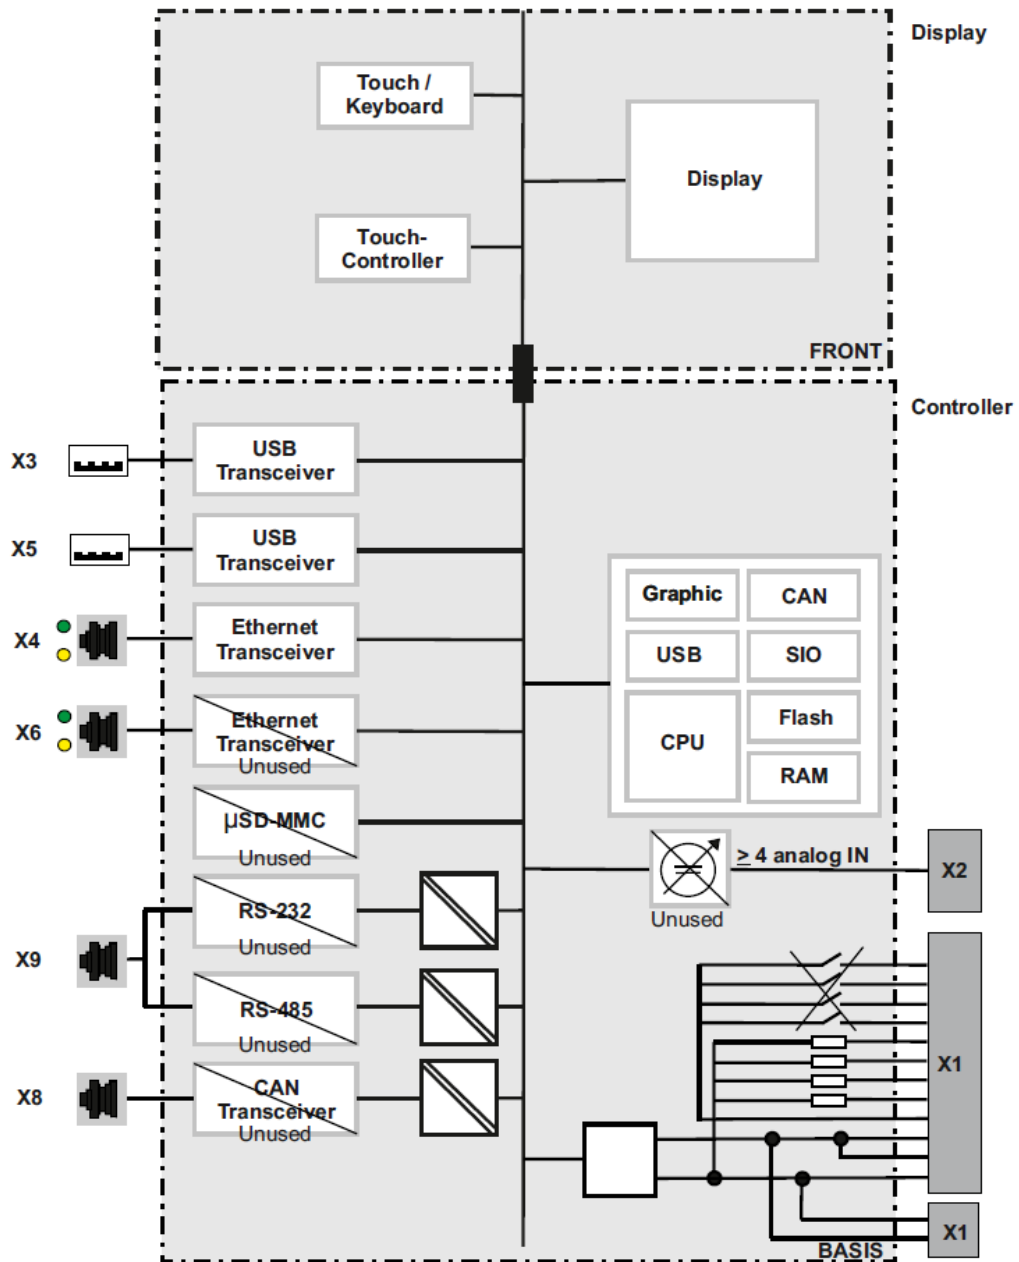 Display
Touch /
Keyboard
Display
Touch-
Controller
FRONT
Controller
X3
USB
Transceiver
X5
USB
Transceiver
X4
Ethernet
Transceiver
X6
Ethernet
Transceiver
Unused
µSD-MMC
Unused
X9
RS-232
Unused
RS-485
Unused
X8
CAN
Transceiver
Unused
Graphic
CAN
USB
SIO
CPU
Flash
RAM
≥ 4 analog IN
Unused
X2
X1
X1
BASIS